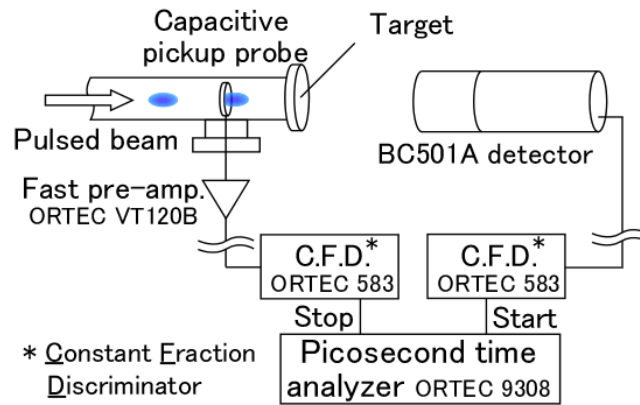 Capacitive
pickup probe
Target
Pulsed beam
BC501A detector
Fast pre-amp.
ORTEC VT120B
C.F.D.*
ORTEC 583
C.F.D.*
ORTEC 583
Stop
Start
* Constant Fraction
Discriminator
Picosecond time
analyzer ORTEC 9308